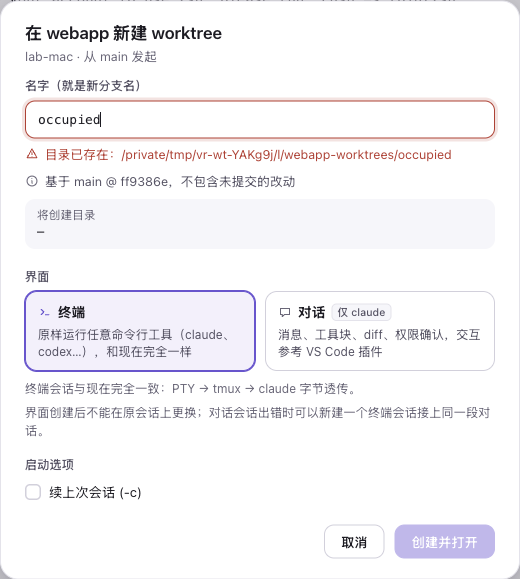 在 webapp 新建 worktree
lab-mac · 从 main 发起
名字（就是新分支名）
occupied
目录已存在：/private/tmp/vr-wt-YAKg9j/l/webapp-worktrees/occupied
基于 main @ ff9386e，不包含未提交的改动
将创建目录
—
界面
终端
原样运行任意命令行工具（claude、
codex…），和现在完全一样
对话 仅 claude
消息、工具块、diff、权限确认，交互
参考 VS Code 插件
终端会话与现在完全一致：PTY → tmux → claude 字节透传。
界面创建后不能在原会话上更换；对话会话出错时可以新建一个终端会话接上同一段对
话。
启动选项
续上次会话 (-c)
取消
创建并打开